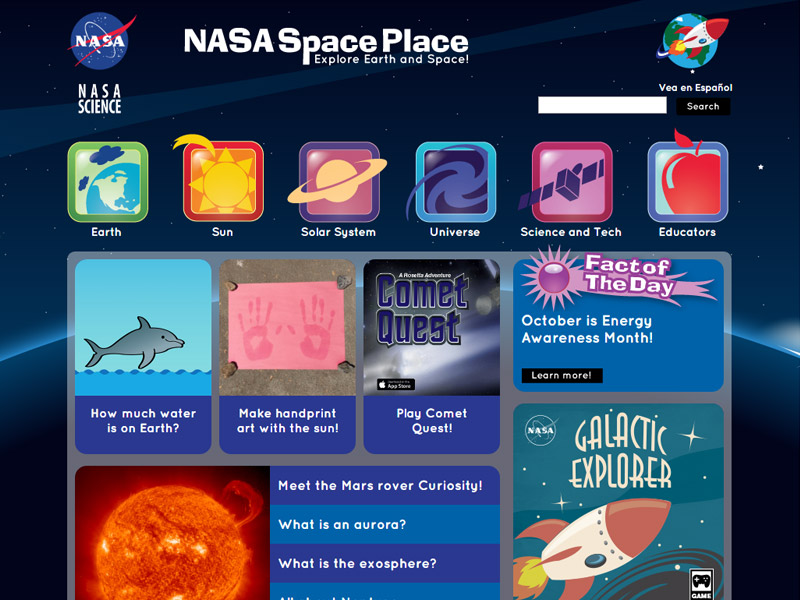 NASA
NASA Space Place
Explore Earth and Space!
NASA
SCIENCE
Vea en Español
Search
Earth
Sun
Solar System
Universe
Science and Tech
Educators
A Rosetta Adventure
Comet
Quest
App Store
How much water
is on Earth?
Make handprint
art with the sun!
Play Comet
Quest!
Fact of
The Day
October is Energy
Awareness Month!
Learn more!
NASA
GALACTIC
EXPLORER
GAME
Meet the Mars rover Curiosity!
What is an aurora?
What is the exosphere?